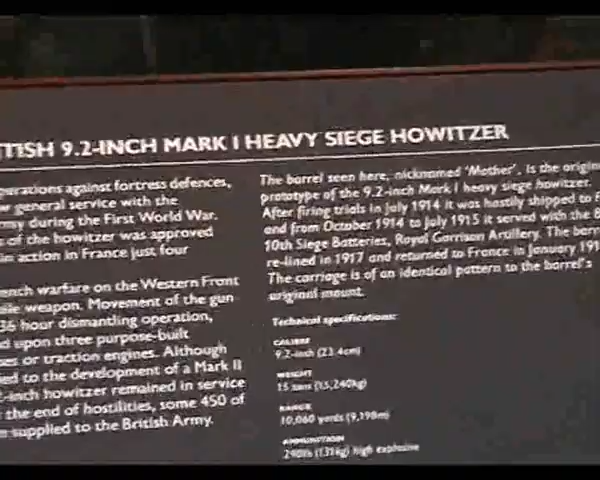 TISH 9.2-INCH MARK I HEAVY SIEGE HOWITZER
operations against fortress defences,
general service with the
during the First World War.
of the howitzer was approved
in action in France just four
warfare on the Western Front
weapon. Movement of the gun
36 hour dismantling operation,
upon three purpose-built
or traction engines. Although
to the development of a Mark II
-inch howitzer remained in service
the end of hostilities, some 450 of
supplied to the British Army.
The barrel seen here, nicknamed 'Mother', is the origin
prototype of the 9.2-inch Mark I heavy siege howitzer.
After firing trials in July 1914 it was hastily shipped to F
and from October 1914 to July 1915 it served with the 8
10th Siege Batteries, Royal Garrison Artillery. The barr
re-lined in 1917 and returned to France in January 191
The carriage is of an identical pattern to the barrel's
original mount.
Technical specifications:
CALIBRE
9.2-inch (23.4cm)
WEIGHT
15 tons (15,240kg)
RANGE
10,060 yards (9,198m)
AMMUNITION
290lb (131kg) high explosive